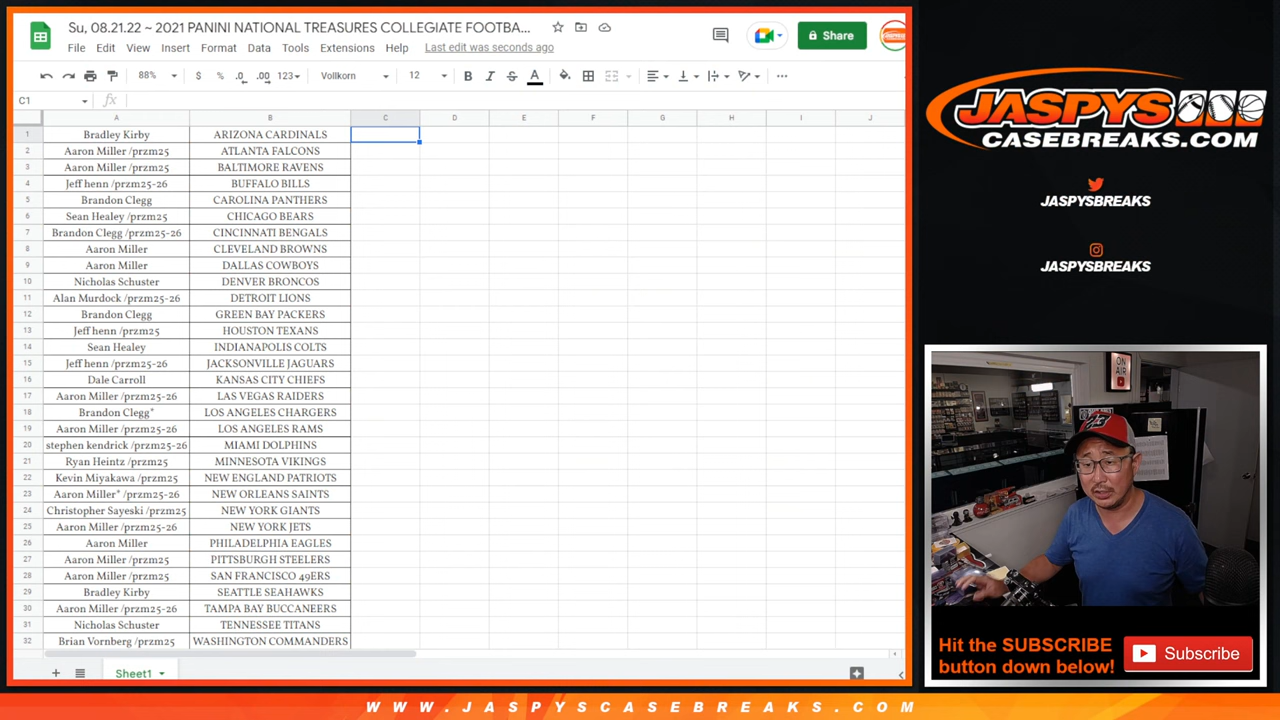 Su, 08.21.22 ~ 2021 PANINI NATIONAL TREASURES COLLEGIATE FOOTBA...
File Edit View Insert Format Data Tools Extensions Help Last edit was seconds ago
Share
88% $ % .0 .00 123 Vollkorn 12 B I S A
C1 fx
A B C D E F G H I J
1 Bradley Kirby ARIZONA CARDINALS
2 Aaron Miller /przm25 ATLANTA FALCONS
3 Aaron Miller /przm25 BALTIMORE RAVENS
4 Jeff henn /przm25-26 BUFFALO BILLS
5 Brandon Clegg CAROLINA PANTHERS
6 Sean Healey /przm25 CHICAGO BEARS
7 Brandon Clegg /przm25-26 CINCINNATI BENGALS
8 Aaron Miller CLEVELAND BROWNS
9 Aaron Miller DALLAS COWBOYS
10 Nicholas Schuster DENVER BRONCOS
11 Alan Murdock /przm25-26 DETROIT LIONS
12 Brandon Clegg GREEN BAY PACKERS
13 Jeff henn /przm25 HOUSTON TEXANS
14 Sean Healey INDIANAPOLIS COLTS
15 Jeff henn /przm25-26 JACKSONVILLE JAGUARS
16 Dale Carroll KANSAS CITY CHIEFS
17 Aaron Miller /przm25-26 LAS VEGAS RAIDERS
18 Brandon Clegg* LOS ANGELES CHARGERS
19 Aaron Miller /przm25-26 LOS ANGELES RAMS
20 stephen kendrick /przm25-26 MIAMI DOLPHINS
21 Ryan Heintz /przm25 MINNESOTA VIKINGS
22 Kevin Miyakawa /przm25 NEW ENGLAND PATRIOTS
23 Aaron Miller* /przm25-26 NEW ORLEANS SAINTS
24 Christopher Sayeski /przm25 NEW YORK GIANTS
25 Aaron Miller /przm25-26 NEW YORK JETS
26 Aaron Miller PHILADELPHIA EAGLES
27 Aaron Miller /przm25 PITTSBURGH STEELERS
28 Aaron Miller /przm25 SAN FRANCISCO 49ERS
29 Bradley Kirby SEATTLE SEAHAWKS
30 Aaron Miller /przm25-26 TAMPA BAY BUCCANEERS
31 Nicholas Schuster TENNESSEE TITANS
32 Brian Vornberg /przm25 WASHINGTON COMMANDERS
Sheet1
JASPYS
CASEBREAKS.COM
JASPYSBREAKS
JASPYSBREAKS
ON
AIR
Hit the SUBSCRIBE
button down below!
Subscribe
WWW.JASPYSCASEBREAKS.COM